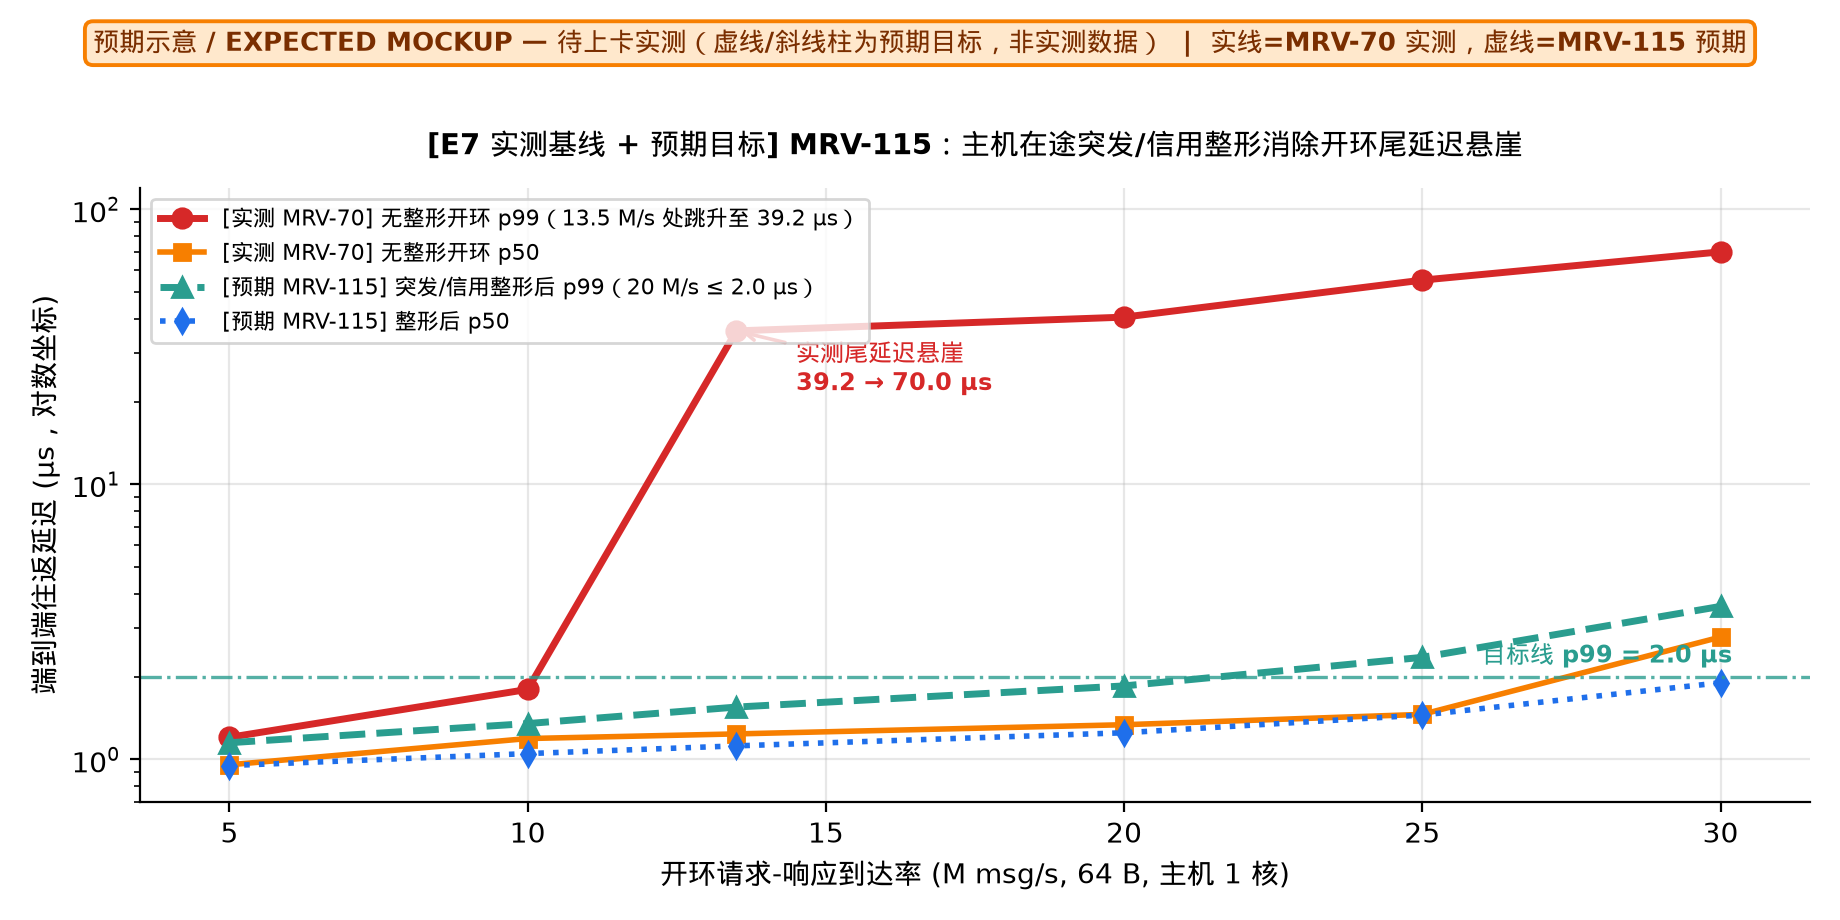 预期示意 / EXPECTED MOCKUP — 待上卡实测（虚线/斜线柱为预期目标，非实测数据） | 实线=MRV-70 实测，虚线=MRV-115 预期
[E7 实测基线 + 预期目标] MRV-115：主机在途突发/信用整形消除开环尾延迟悬崖
[实测 MRV-70] 无整形开环 p99（13.5 M/s 处跳升至 39.2 μs）
[实测 MRV-70] 无整形开环 p50
[预期 MRV-115] 突发/信用整形后 p99（20 M/s ≤ 2.0 μs）
[预期 MRV-115] 整形后 p50
实测尾延迟悬崖
39.2 → 70.0 μs
目标线 p99 = 2.0 μs
端到端往返延迟 (μs，对数坐标)
10²
10¹
10⁰
5 10 15 20 25 30
开环请求-响应到达率 (M msg/s, 64 B, 主机 1 核)